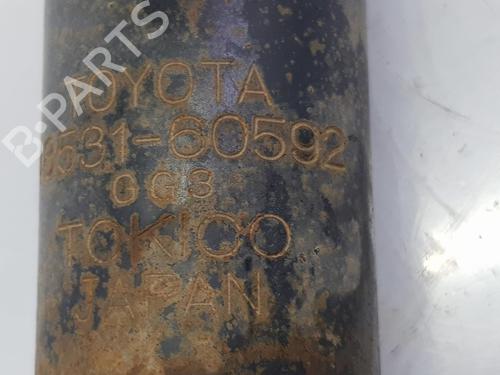 B-PARTS
TOYOTA
8531-60592
GG3
TOKICO
JAPAN